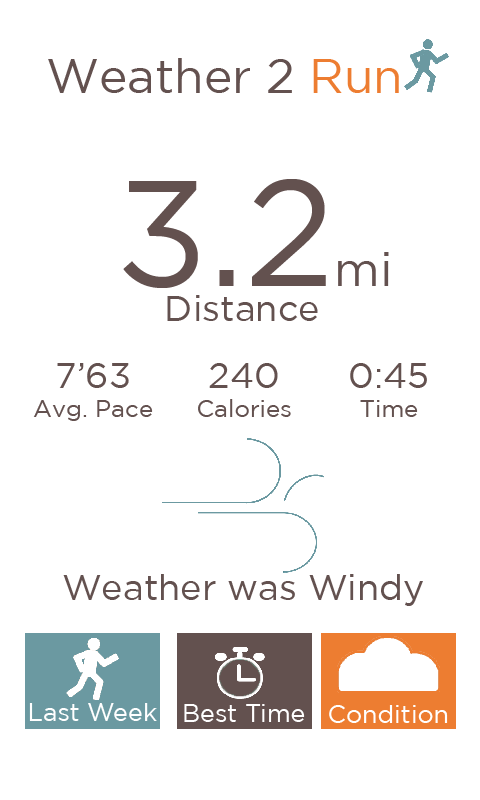 Weather 2 Run
3.2mi
Distance
7’63 240 0:45
Avg. Pace Calories Time
Weather was Windy
Last Week Best Time Condition